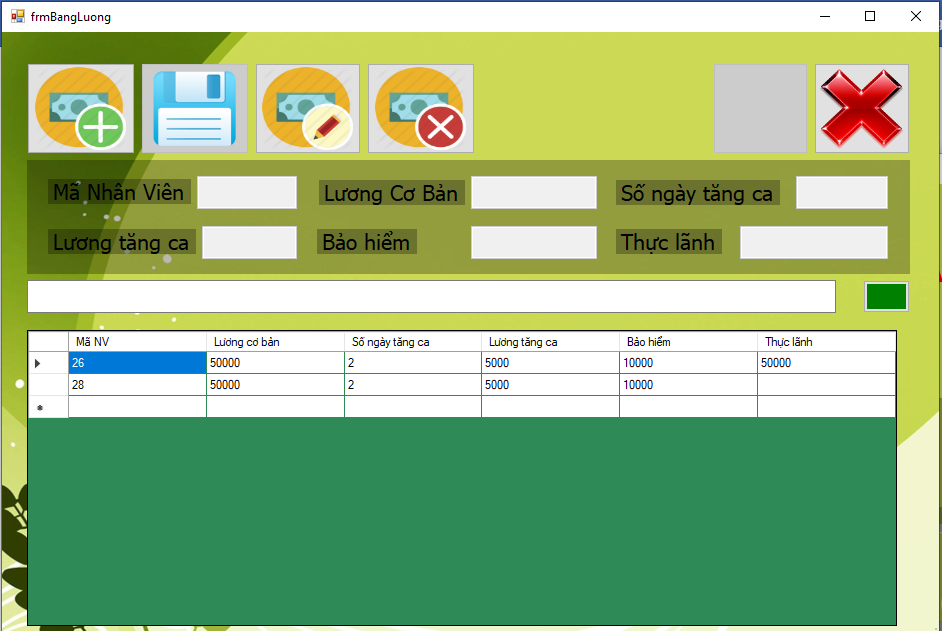 frmBangLuong
Mã Nhân Viên Lương Cơ Bản Số ngày tăng ca
Lương tăng ca Bảo hiểm Thực lãnh
Mã NV Lương cơ bản Số ngày tăng ca Lương tăng ca Bảo hiểm Thực lãnh
26 50000 2 5000 10000 50000
28 50000 2 5000 10000